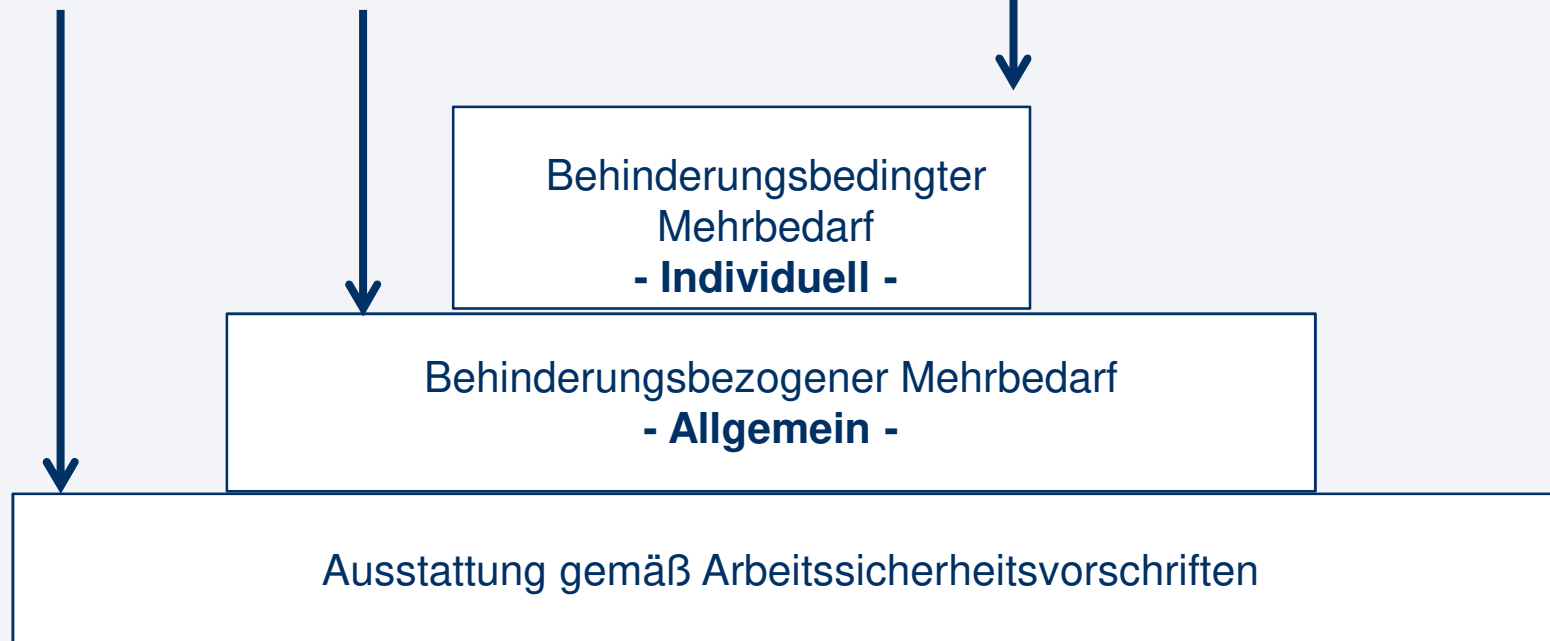 Behinderungsbedingter
Mehrbedarf
- Individuell -
Behinderungsbezogener Mehrbedarf
- Allgemein -
Ausstattung gemäß Arbeitssicherheitsvorschriften